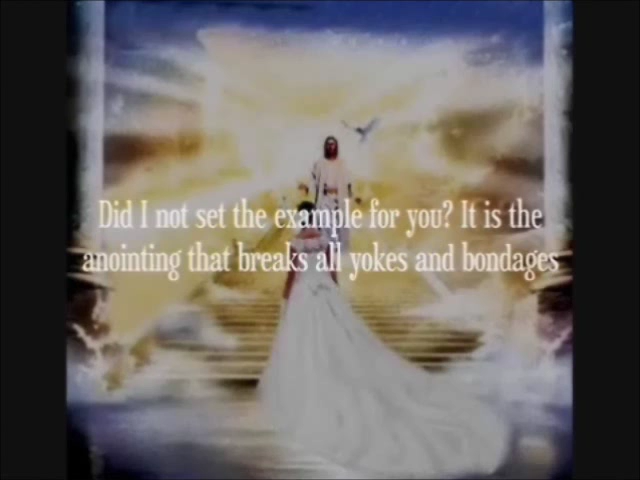 Did I not set the example for you? It is the
anointing that breaks all yokes and bondages